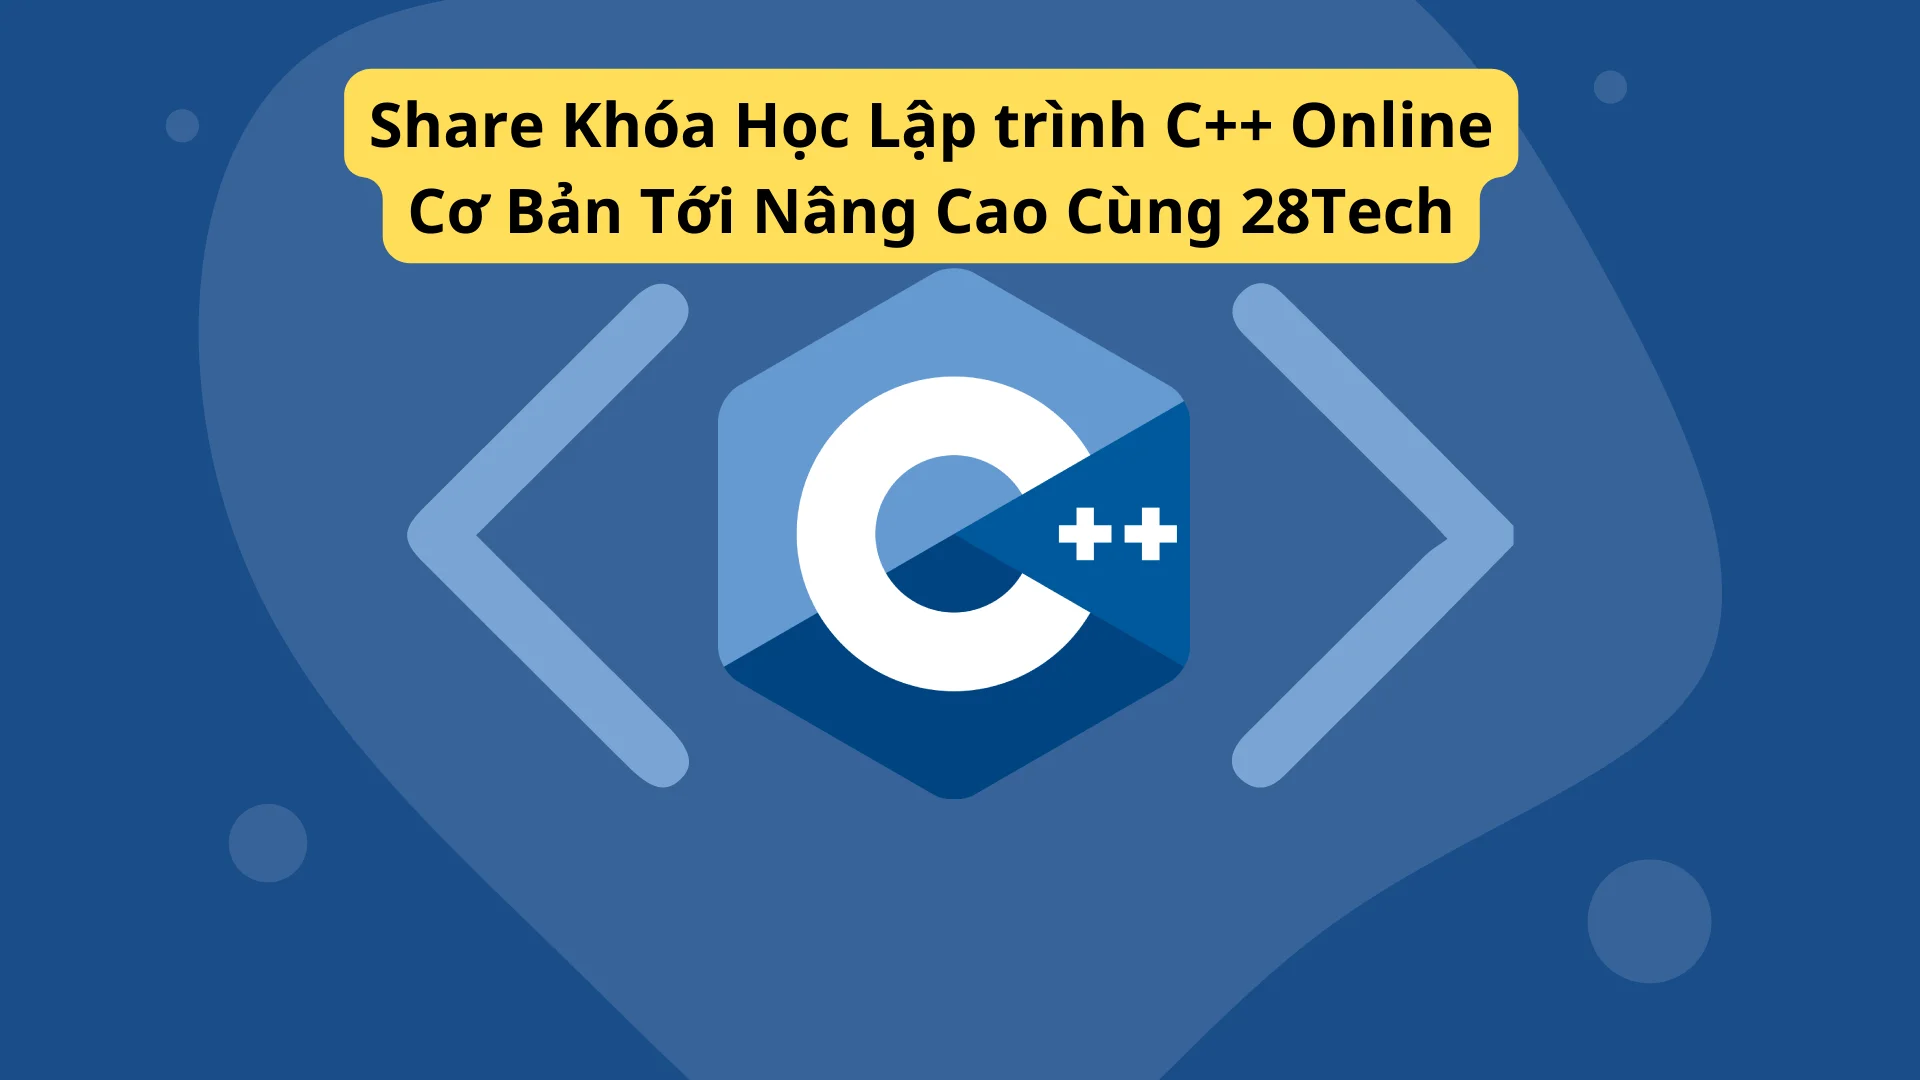 Share Khóa Học Lập trình C++ Online
Cơ Bản Tới Nâng Cao Cùng 28Tech
C++